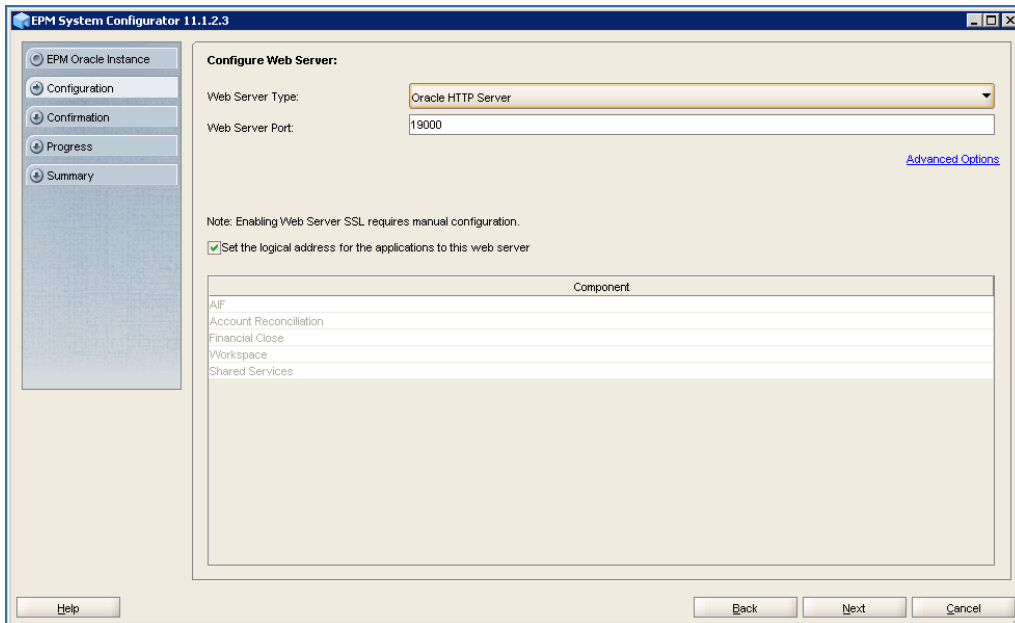 EPM System Configurator 11.1.2.3
EPM Oracle Instance
Configuration
Confirmation
Progress
Summary
Configure Web Server:
Web Server Type:
Oracle HTTP Server
Web Server Port:
19000
Advanced Options
Note: Enabling Web Server SSL requires manual configuration.
Set the logical address for the applications to this web server
Component
AIF
Account Reconciliation
Financial Close
Workspace
Shared Services
Help
Back
Next
Cancel